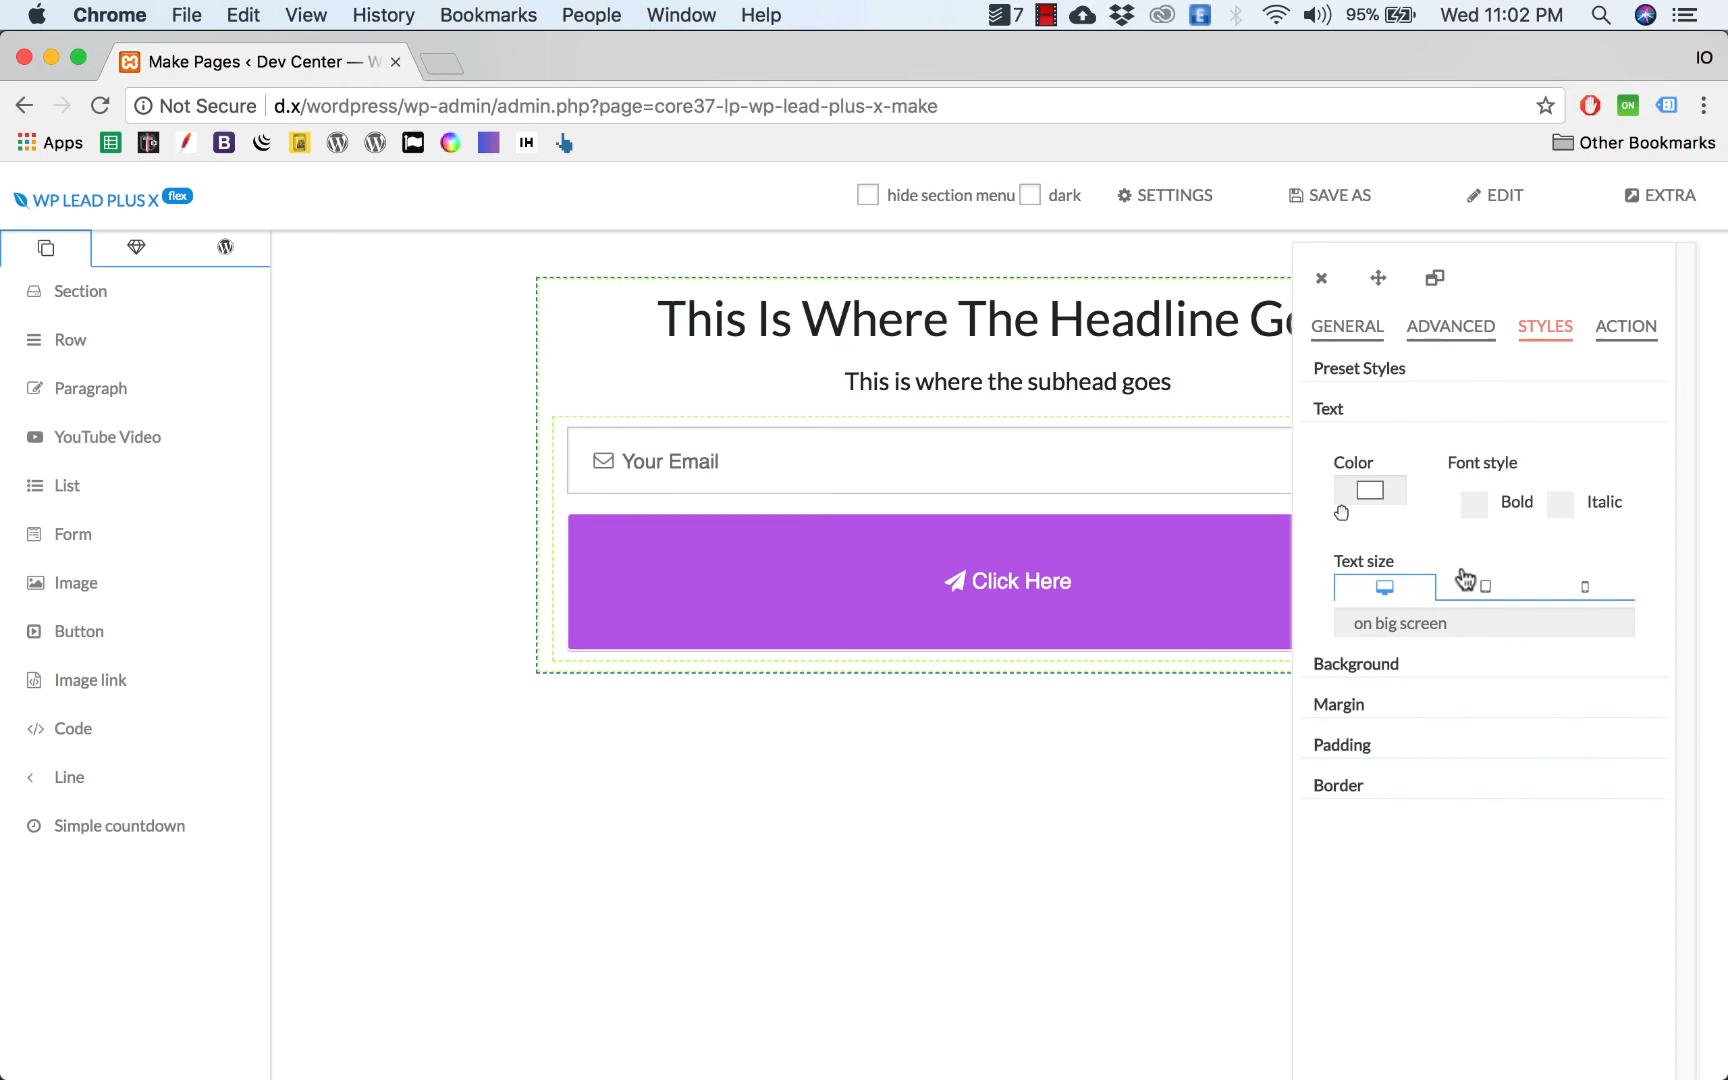 Chrome File Edit View History Bookmarks People Window Help 7 95% Wed 11:02 PM
Make Pages ‹ Dev Center — W IO
Not Secure d.x/wordpress/wp-admin/admin.php?page=core37-lp-wp-lead-plus-x-make ON
Apps B IH Other Bookmarks
WP LEAD PLUS X flex hide section menu dark SETTINGS SAVE AS EDIT EXTRA
Section
Row
Paragraph
YouTube Video
List
Form
Image
Button
Image link
Code
Line
Simple countdown
This Is Where The Headline Go
This is where the subhead goes
Your Email
Click Here
GENERAL ADVANCED STYLES ACTION
Preset Styles
Text
Color Font style
Bold Italic
Text size
on big screen
Background
Margin
Padding
Border